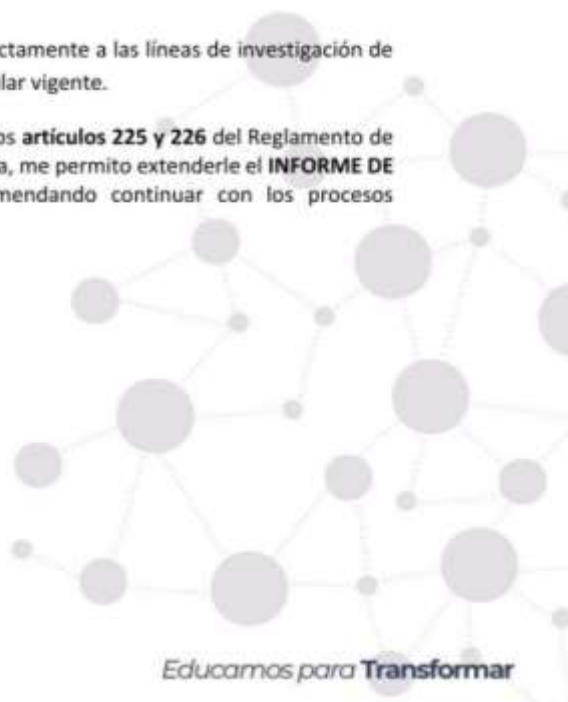 ctamente a las líneas de investigación de
lar vigente.
os artículos 225 y 226 del Reglamento de
a, me permito extenderle el INFORME DE
mendando continuar con los procesos
Educamos para Transformar